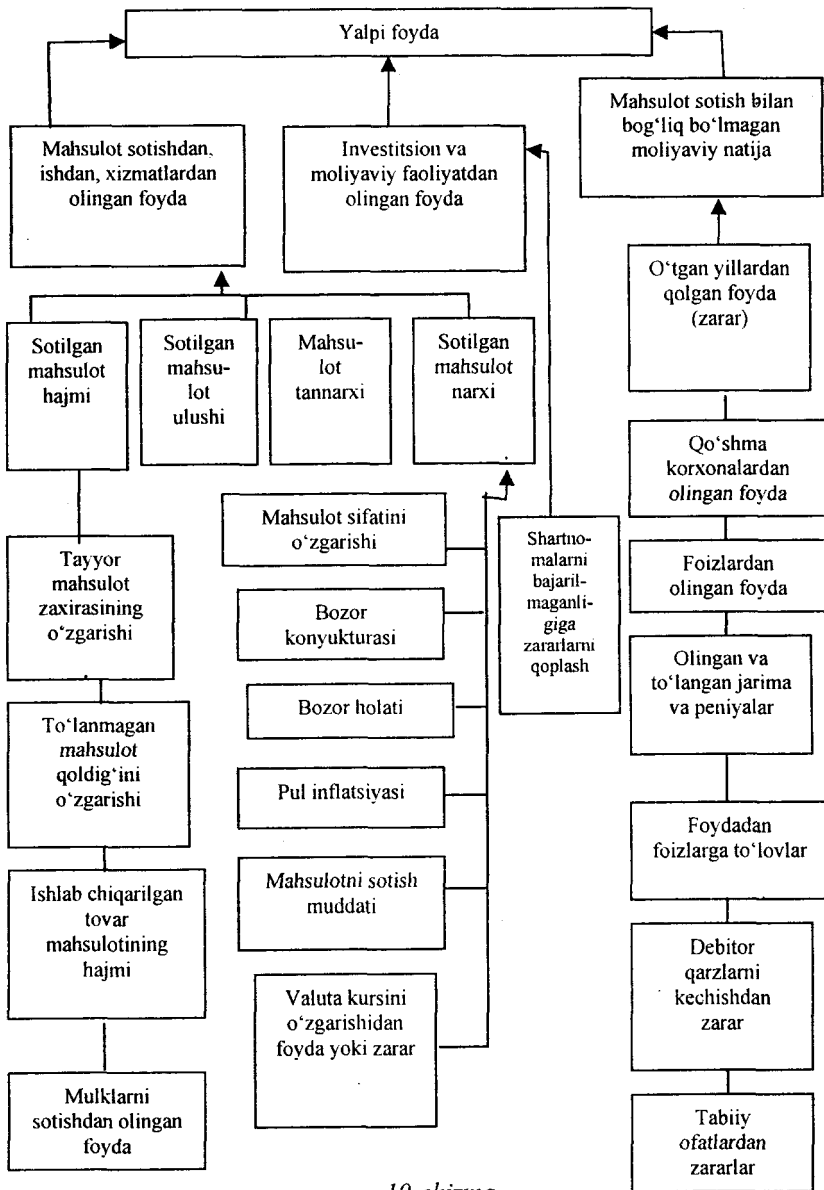 Yalpi foyda
Mahsulot sotishdan,
ishdan, xizmatlardan
olingan foyda
Investitsion va
moliyaviy faoliyatdan
olingan foyda
Mahsulot sotish bilan
bog‘liq bo‘lmagan
moliyaviy natija
Sotilgan
mahsulot
hajmi
Sotilgan
mahsu-
lot
ulushi
Mahsu-
lot
tannarxi
Sotilgan
mahsulot
narxi
O‘tgan yillardan
qolgan foyda
(zarar)
Qo‘shma
korxonalardan
olingan foyda
Foizlardan
olingan foyda
Olingan va
to‘langan jarima
va peniyalar
Foydadan
foizlarga to‘lovlar
Debitor
qarzlarni
kechishdan
zarar
Tabiiy
ofatlardan
zararlar
Tayyor
mahsulot
zaxirasining
o‘zgarishi
To‘lanmagan
mahsulot
qoldig‘ini
o‘zgarishi
Ishlab chiqarilgan
tovar
mahsulotining
hajmi
Mulklarni
sotishdan olingan
foyda
Mahsulot sifatini
o‘zgarishi
Bozor
konyukturasi
Bozor holati
Pul inflatsiyasi
Mahsulotni sotish
muddati
Valuta kursini
o‘zgarishidan
foyda yoki zarar
Shartno-
malarni
bajaril-
maganli-
giga
zararlarni
qoplash